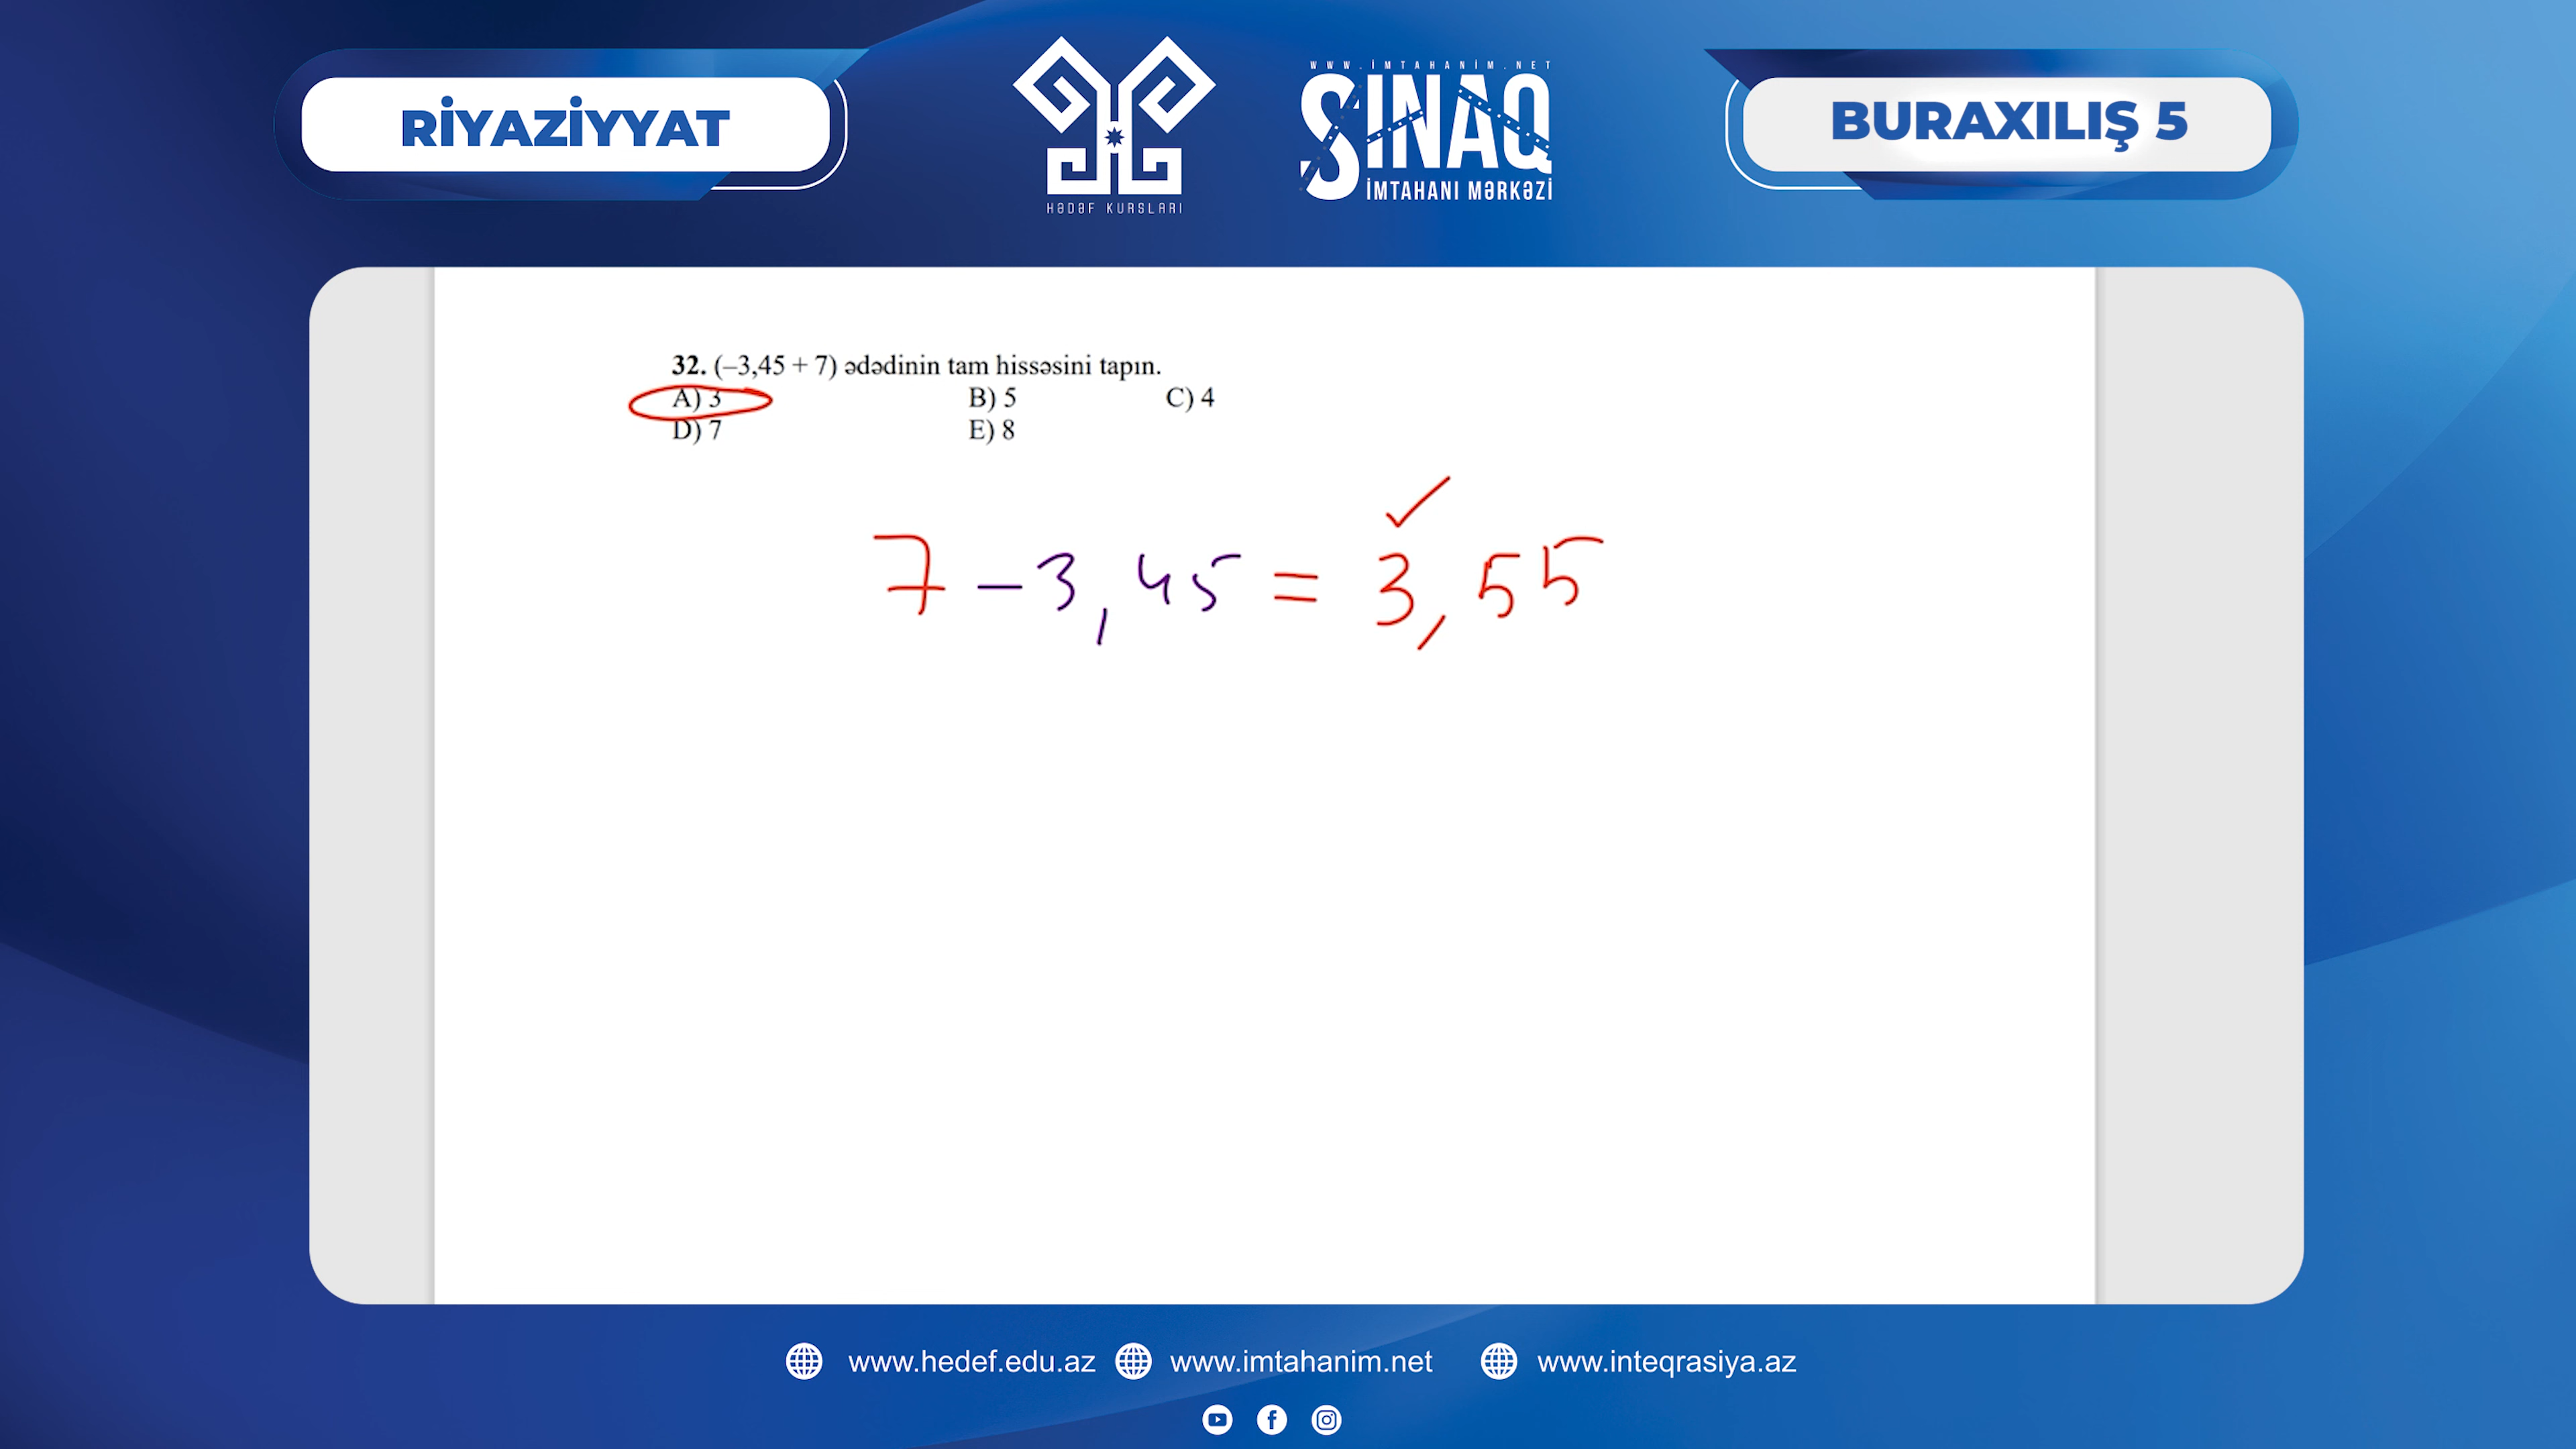 RİYAZİYYAT
HƏDƏF KURSLARI
WWW.İMTAHANİM.NET
SINAQ
İMTAHANI MƏRKƏZİ
BURAXILIŞ 5
32. (–3,45 + 7) ədədinin tam hissəsini tapın.
A) 3 B) 5 C) 4
D) 7 E) 8
7 – 3,45 = 3,55
www.hedef.edu.az www.imtahanim.net www.inteqrasiya.az